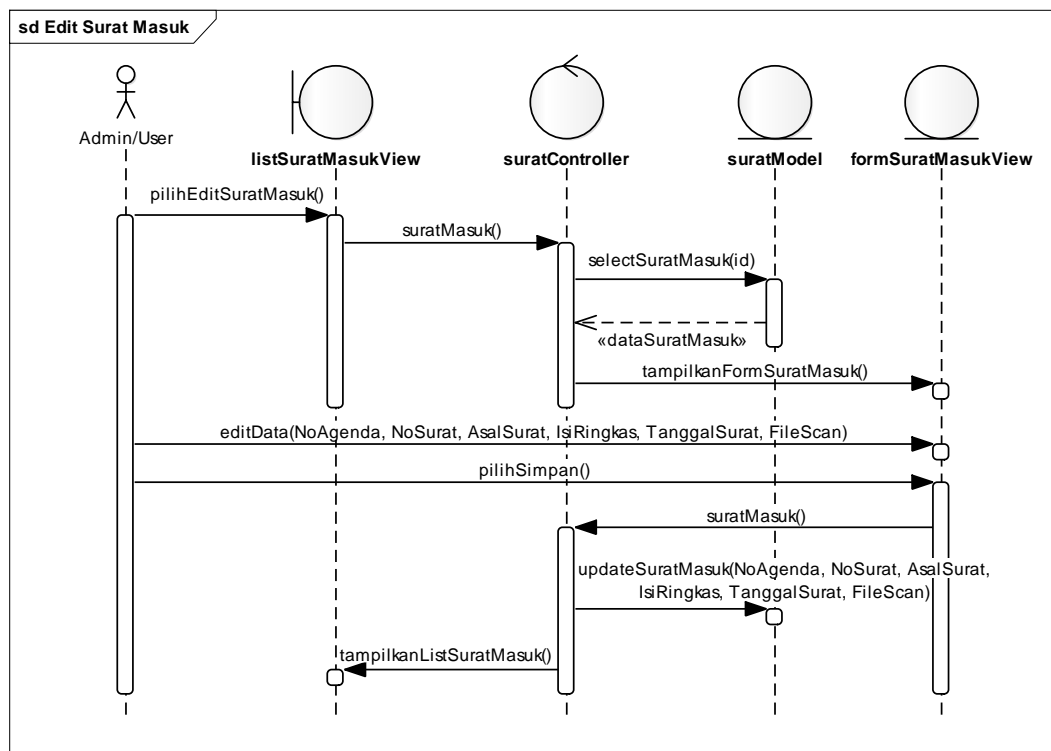 sd Edit Surat Masuk
Admin/User
listSuratMasukView
suratController
suratModel
formSuratMasukView
pilihEditSuratMasuk()
suratMasuk()
selectSuratMasuk(id)
«dataSuratMasuk»
tampilkanFormSuratMasuk()
editData(NoAgenda, NoSurat, AsalSurat, IsiRingkas, TanggalSurat, FileScan)
pilihSimpan()
suratMasuk()
updateSuratMasuk(NoAgenda, NoSurat, AsalSurat,
IsiRingkas, TanggalSurat, FileScan)
tampilkanListSuratMasuk()